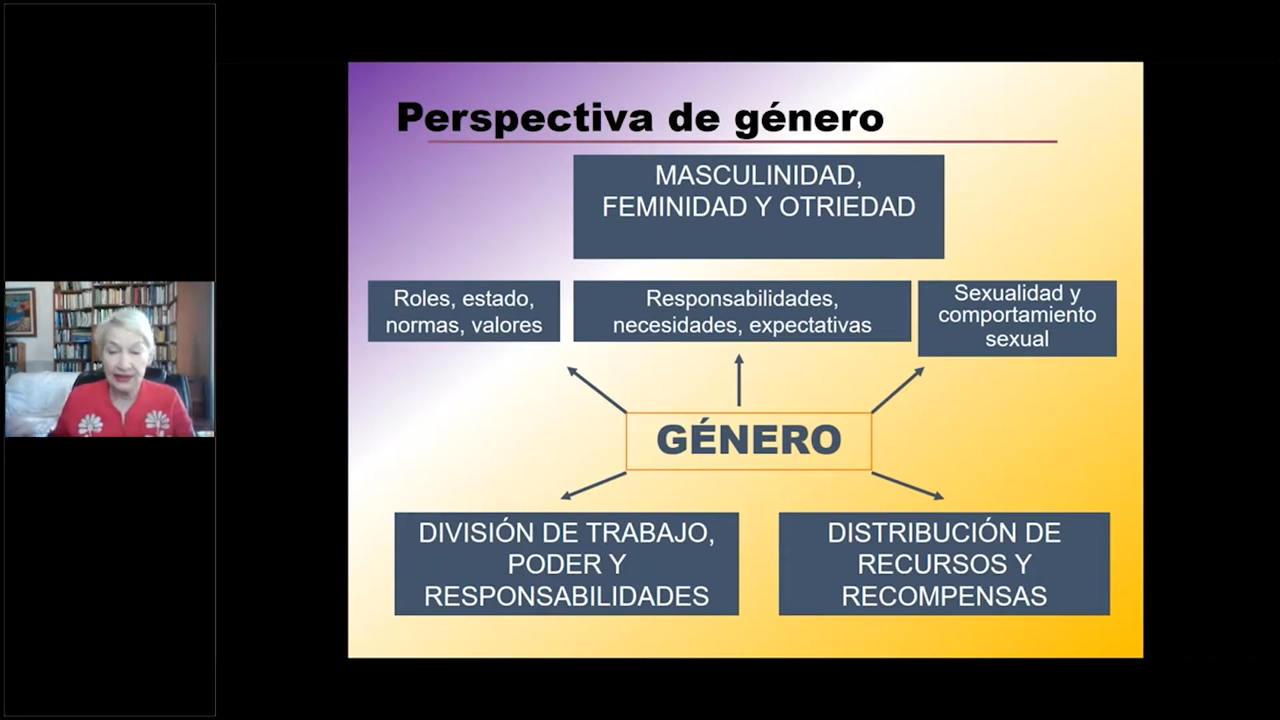 Perspectiva de género
MASCULINIDAD,
FEMINIDAD Y OTRIEDAD
Roles, estado,
normas, valores
Responsabilidades,
necesidades, expectativas
Sexualidad y
comportamiento
sexual
GÉNERO
DIVISIÓN DE TRABAJO,
PODER Y
RESPONSABILIDADES
DISTRIBUCIÓN DE
RECURSOS Y
RECOMPENSAS